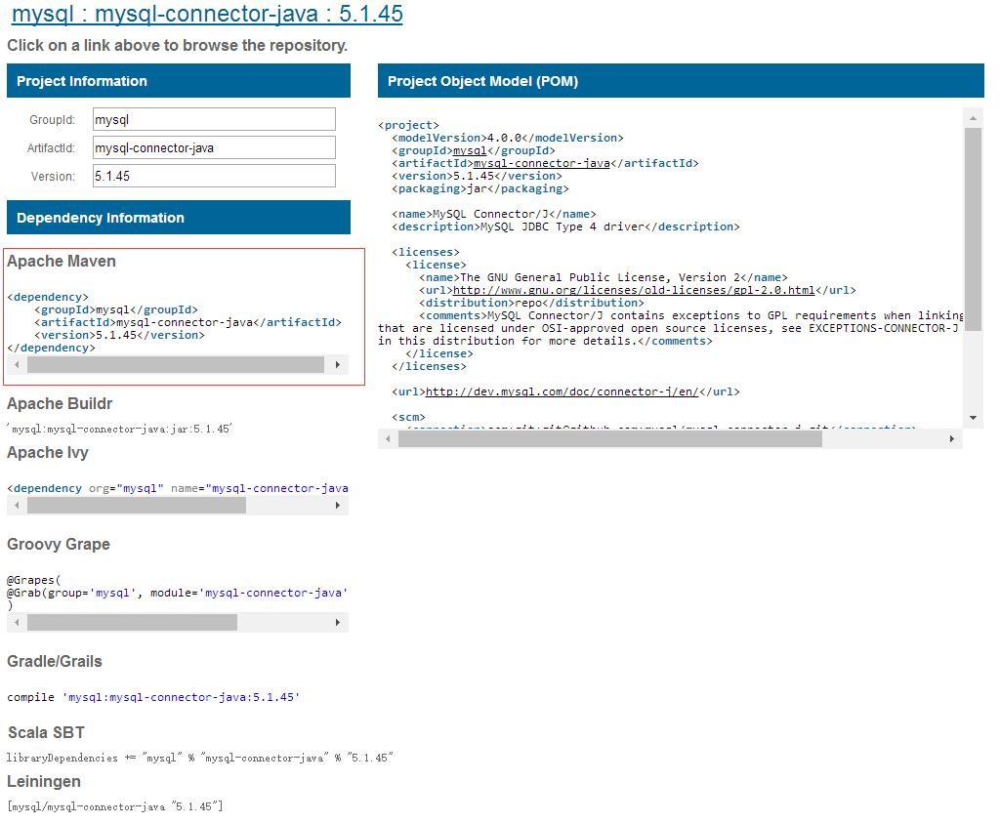 mysql : mysql-connector-java : 5.1.45
Click on a link above to browse the repository.
Project Information
GroupId: mysql
ArtifactId: mysql-connector-java
Version: 5.1.45
Dependency Information
Apache Maven
<dependency>
    <groupId>mysql</groupId>
    <artifactId>mysql-connector-java</artifactId>
    <version>5.1.45</version>
</dependency>
Apache Buildr
'mysql:mysql-connector-java:jar:5.1.45'
Apache Ivy
<dependency org="mysql" name="mysql-connector-java
Groovy Grape
@Grapes(
@Grab(group='mysql', module='mysql-connector-java'
)
Gradle/Grails
compile 'mysql:mysql-connector-java:5.1.45'
Scala SBT
libraryDependencies += "mysql" % "mysql-connector-java" % "5.1.45"
Leiningen
[mysql/mysql-connector-java "5.1.45"]
Project Object Model (POM)
<project>
  <modelVersion>4.0.0</modelVersion>
  <groupId>mysql</groupId>
  <artifactId>mysql-connector-java</artifactId>
  <version>5.1.45</version>
  <packaging>jar</packaging>
  <name>MySQL Connector/J</name>
  <description>MySQL JDBC Type 4 driver</description>
  <licenses>
    <license>
      <name>The GNU General Public License, Version 2</name>
      <url>http://www.gnu.org/licenses/old-licenses/gpl-2.0.html</url>
      <distribution>repo</distribution>
      <comments>MySQL Connector/J contains exceptions to GPL requirements when linking
that are licensed under OSI-approved open source licenses, see EXCEPTIONS-CONNECTOR-J
in this distribution for more details.</comments>
    </license>
  </licenses>
  <url>http://dev.mysql.com/doc/connector-j/en/</url>
  <scm>